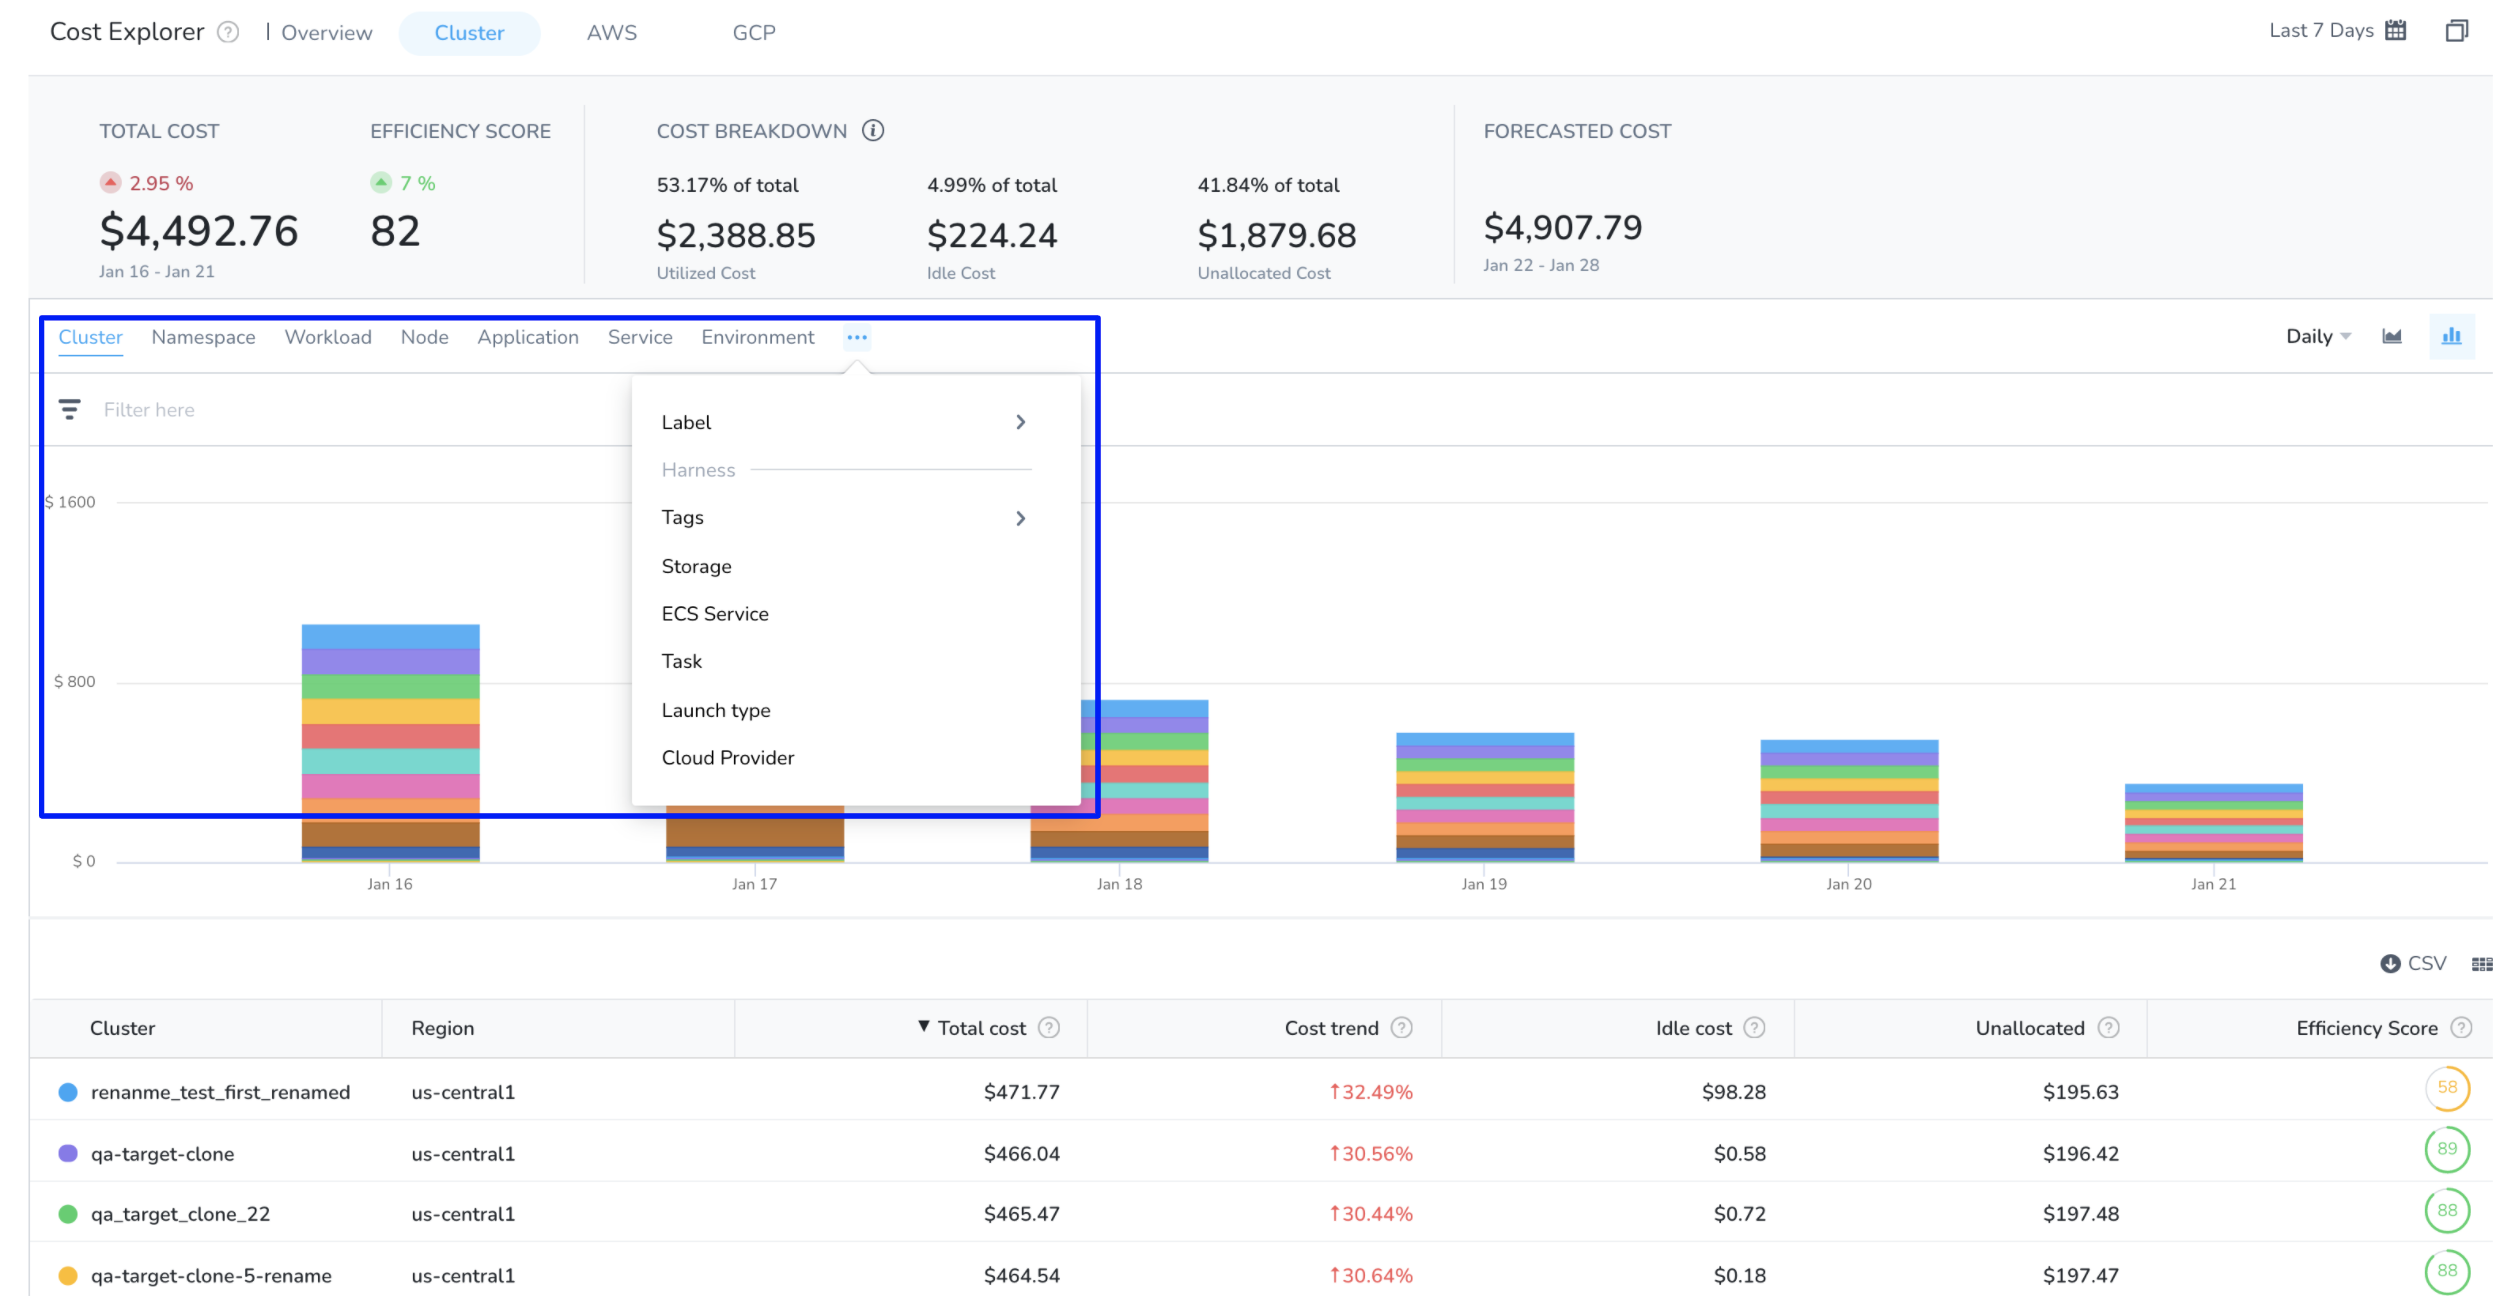 Cost Explorer ? | Overview Cluster AWS GCP Last 7 Days
TOTAL COST EFFICIENCY SCORE COST BREAKDOWN i FORECASTED COST
2.95 % 7 % 53.17% of total 4.99% of total 41.84% of total
$4,492.76 82 $2,388.85 $224.24 $1,879.68 $4,907.79
Jan 16 - Jan 21 Utilized Cost Idle Cost Unallocated Cost Jan 22 - Jan 28
Cluster Namespace Workload Node Application Service Environment ••• Daily
Filter here
Label
Harness
Tags
Storage
ECS Service
Task
Launch type
Cloud Provider
$ 1600
$ 800
$ 0
Jan 16 Jan 17 Jan 18 Jan 19 Jan 20 Jan 21
CSV
Cluster Region ▼ Total cost ? Cost trend ? Idle cost ? Unallocated ? Efficiency Score ?
renanme_test_first_renamed us-central1 $471.77 ↑32.49% $98.28 $195.63 58
qa-target-clone us-central1 $466.04 ↑30.56% $0.58 $196.42 89
qa_target_clone_22 us-central1 $465.47 ↑30.44% $0.72 $197.48 88
qa-target-clone-5-rename us-central1 $464.54 ↑30.64% $0.18 $197.47 88